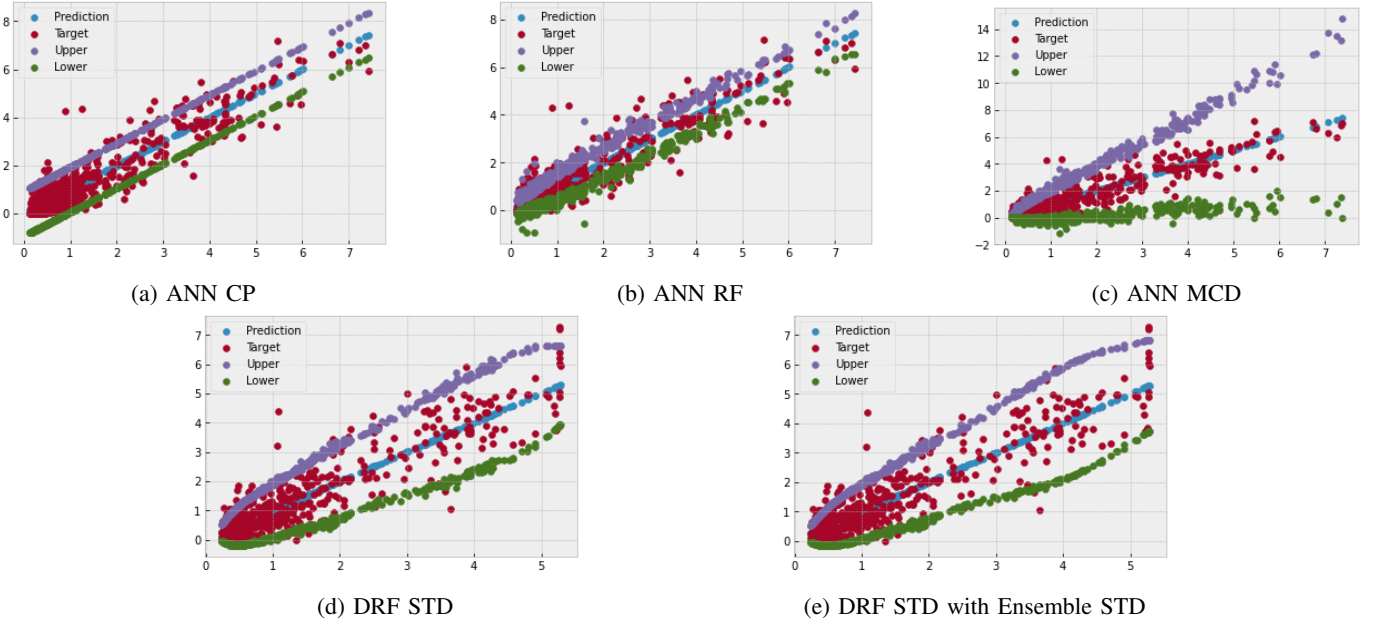 8
6
4
2
0
0
1
2
3
4
5
6
7
Prediction
Target
Upper
Lower
(a) ANN CP
8
6
4
2
0
0
1
2
3
4
5
6
7
Prediction
Target
Upper
Lower
(b) ANN RF
14
12
10
8
6
4
2
0
−2
0
1
2
3
4
5
6
7
Prediction
Target
Upper
Lower
(c) ANN MCD
7
6
5
4
3
2
1
0
0
1
2
3
4
5
Prediction
Target
Upper
Lower
(d) DRF STD
7
6
5
4
3
2
1
0
0
1
2
3
4
5
Prediction
Target
Upper
Lower
(e) DRF STD with Ensemble STD